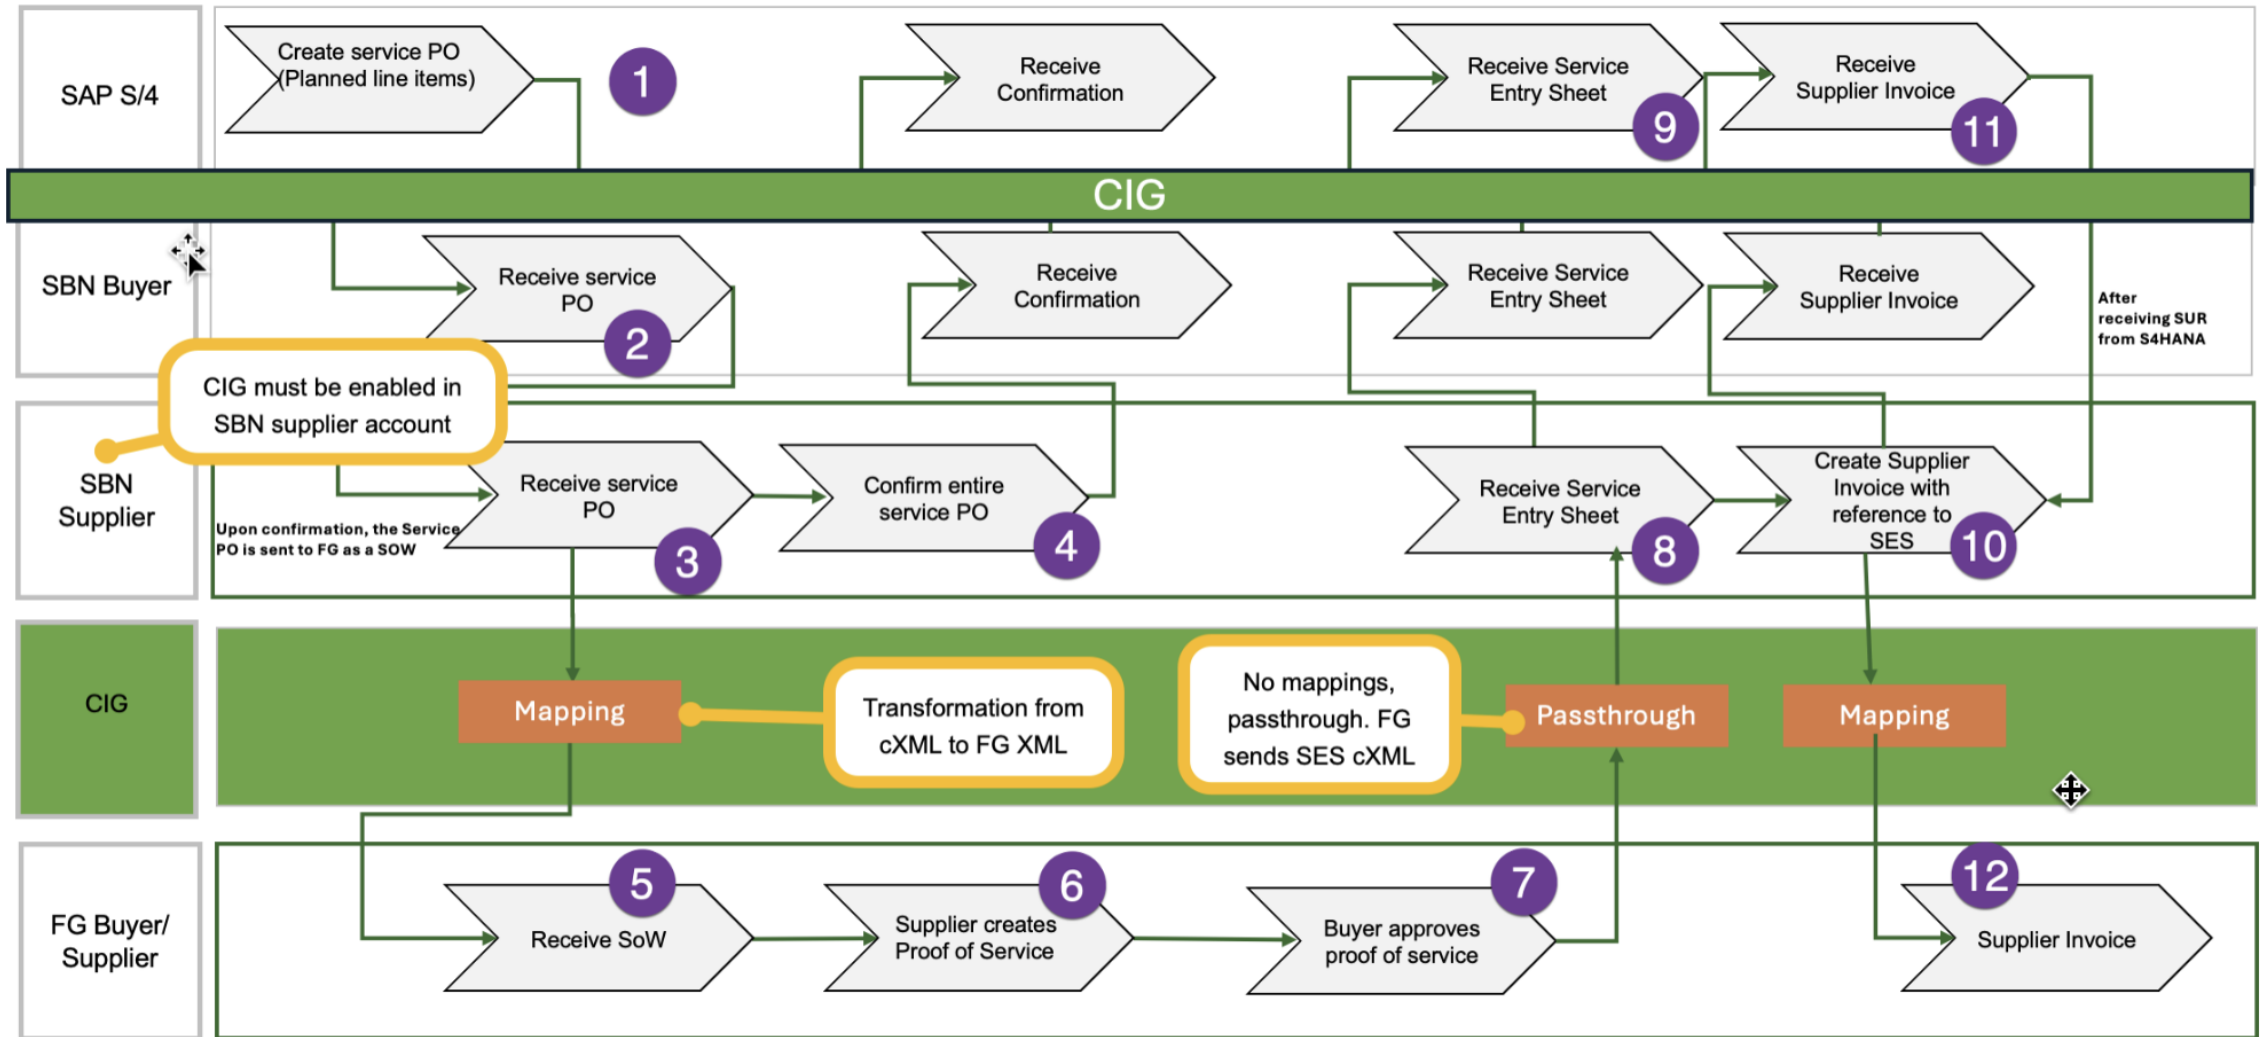 SAP S/4
Create service PO
(Planned line items)
1
Receive
Confirmation
Receive Service
Entry Sheet
9
Receive
Supplier Invoice
11
CIG
SBN Buyer
Receive service
PO
2
Receive
Confirmation
Receive Service
Entry Sheet
Receive
Supplier Invoice
After
receiving SUR
from S4HANA
CIG must be enabled in
SBN supplier account
SBN
Supplier
Upon confirmation, the Service
PO is sent to FG as a SOW
Receive service
PO
3
Confirm entire
service PO
4
Receive Service
Entry Sheet
8
Create Supplier
Invoice with
reference to
SES
10
CIG
Mapping
Transformation from
cXML to FG XML
No mappings,
passthrough. FG
sends SES cXML
Passthrough
Mapping
FG Buyer/
Supplier
5
Receive SoW
6
Supplier creates
Proof of Service
7
Buyer approves
proof of service
12
Supplier Invoice